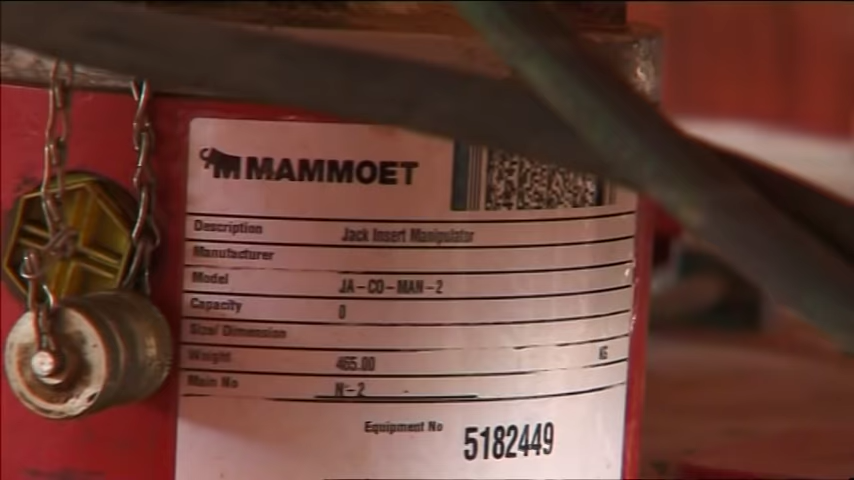 MAMMOET
Description Jack Insert Manipulator
Manufacturer
Model JA-CO-MAN-2
Capacity 0
Size/ Dimension
Weight 465.00 KG
Main No N-2 -
Equipment No 5182449